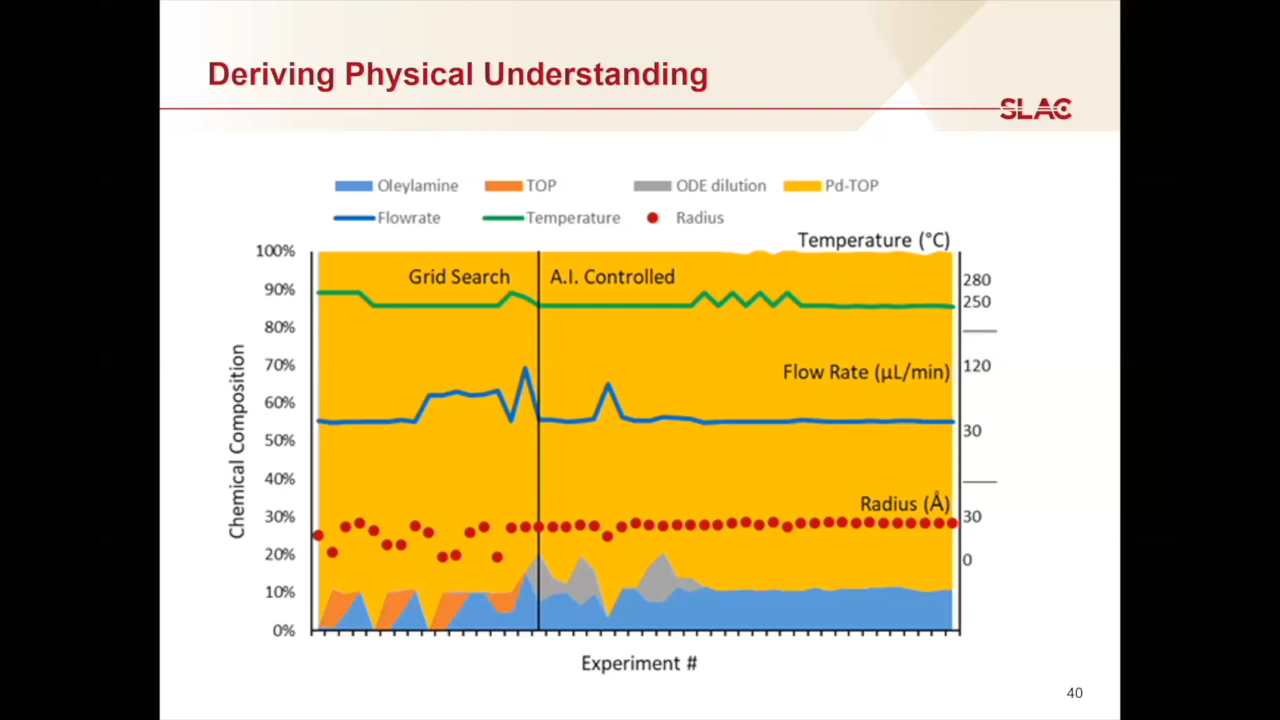 Deriving Physical Understanding
SLAC
Oleylamine TOP ODE dilution Pd-TOP
Flowrate Temperature Radius
Temperature (°C)
100%
Grid Search A.I. Controlled
280
90%
250
80%
70%
120
Flow Rate (µL/min)
60%
50%
30
40%
Radius (Å)
30%
30
20%
0
10%
0%
Chemical Composition
Experiment #
40